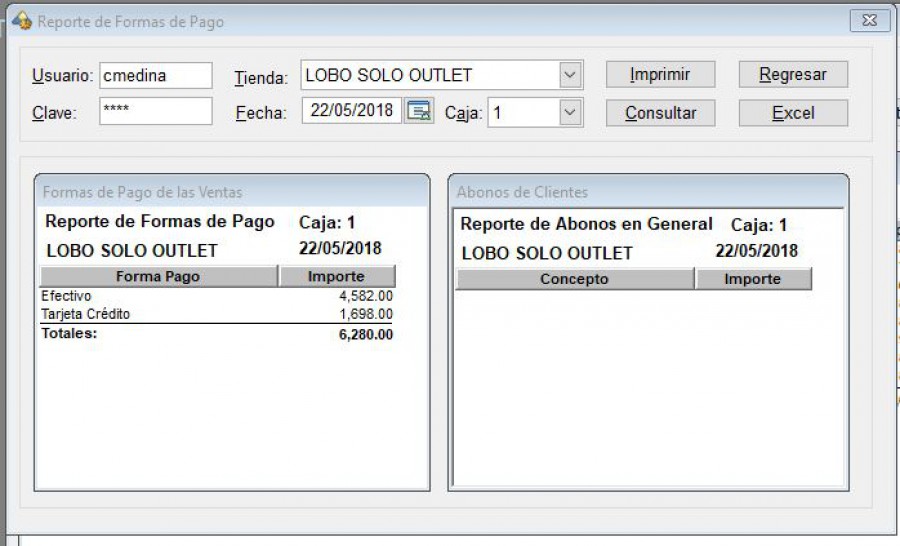 Reporte de Formas de Pago
Usuario: cmedina Tienda: LOBO SOLO OUTLET Imprimir Regresar
Clave: **** Fecha: 22/05/2018 Caja: 1 Consultar Excel
Formas de Pago de las Ventas
Reporte de Formas de Pago Caja: 1
LOBO SOLO OUTLET 22/05/2018
Forma Pago Importe
Efectivo 4,582.00
Tarjeta Crédito 1,698.00
Totales: 6,280.00
Abonos de Clientes
Reporte de Abonos en General Caja: 1
LOBO SOLO OUTLET 22/05/2018
Concepto Importe